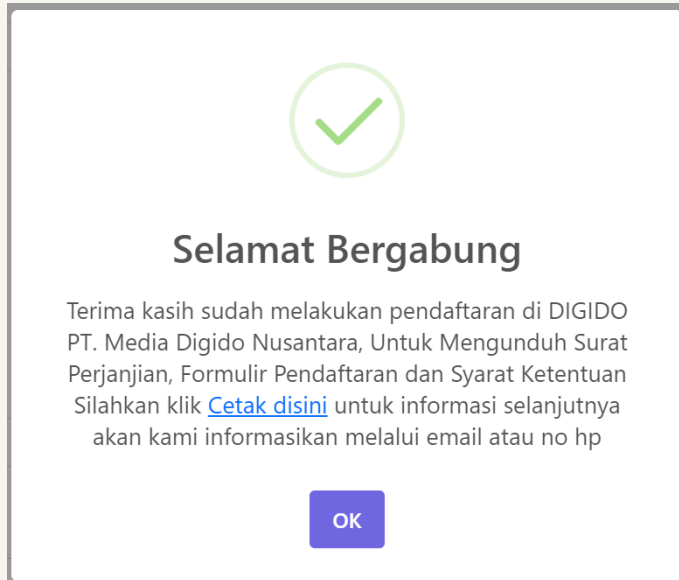 Selamat Bergabung
Terima kasih sudah melakukan pendaftaran di DIGIDO
PT. Media Digido Nusantara, Untuk Mengunduh Surat
Perjanjian, Formulir Pendaftaran dan Syarat Ketentuan
Silahkan klik Cetak disini untuk informasi selanjutnya
akan kami informasikan melalui email atau no hp
OK